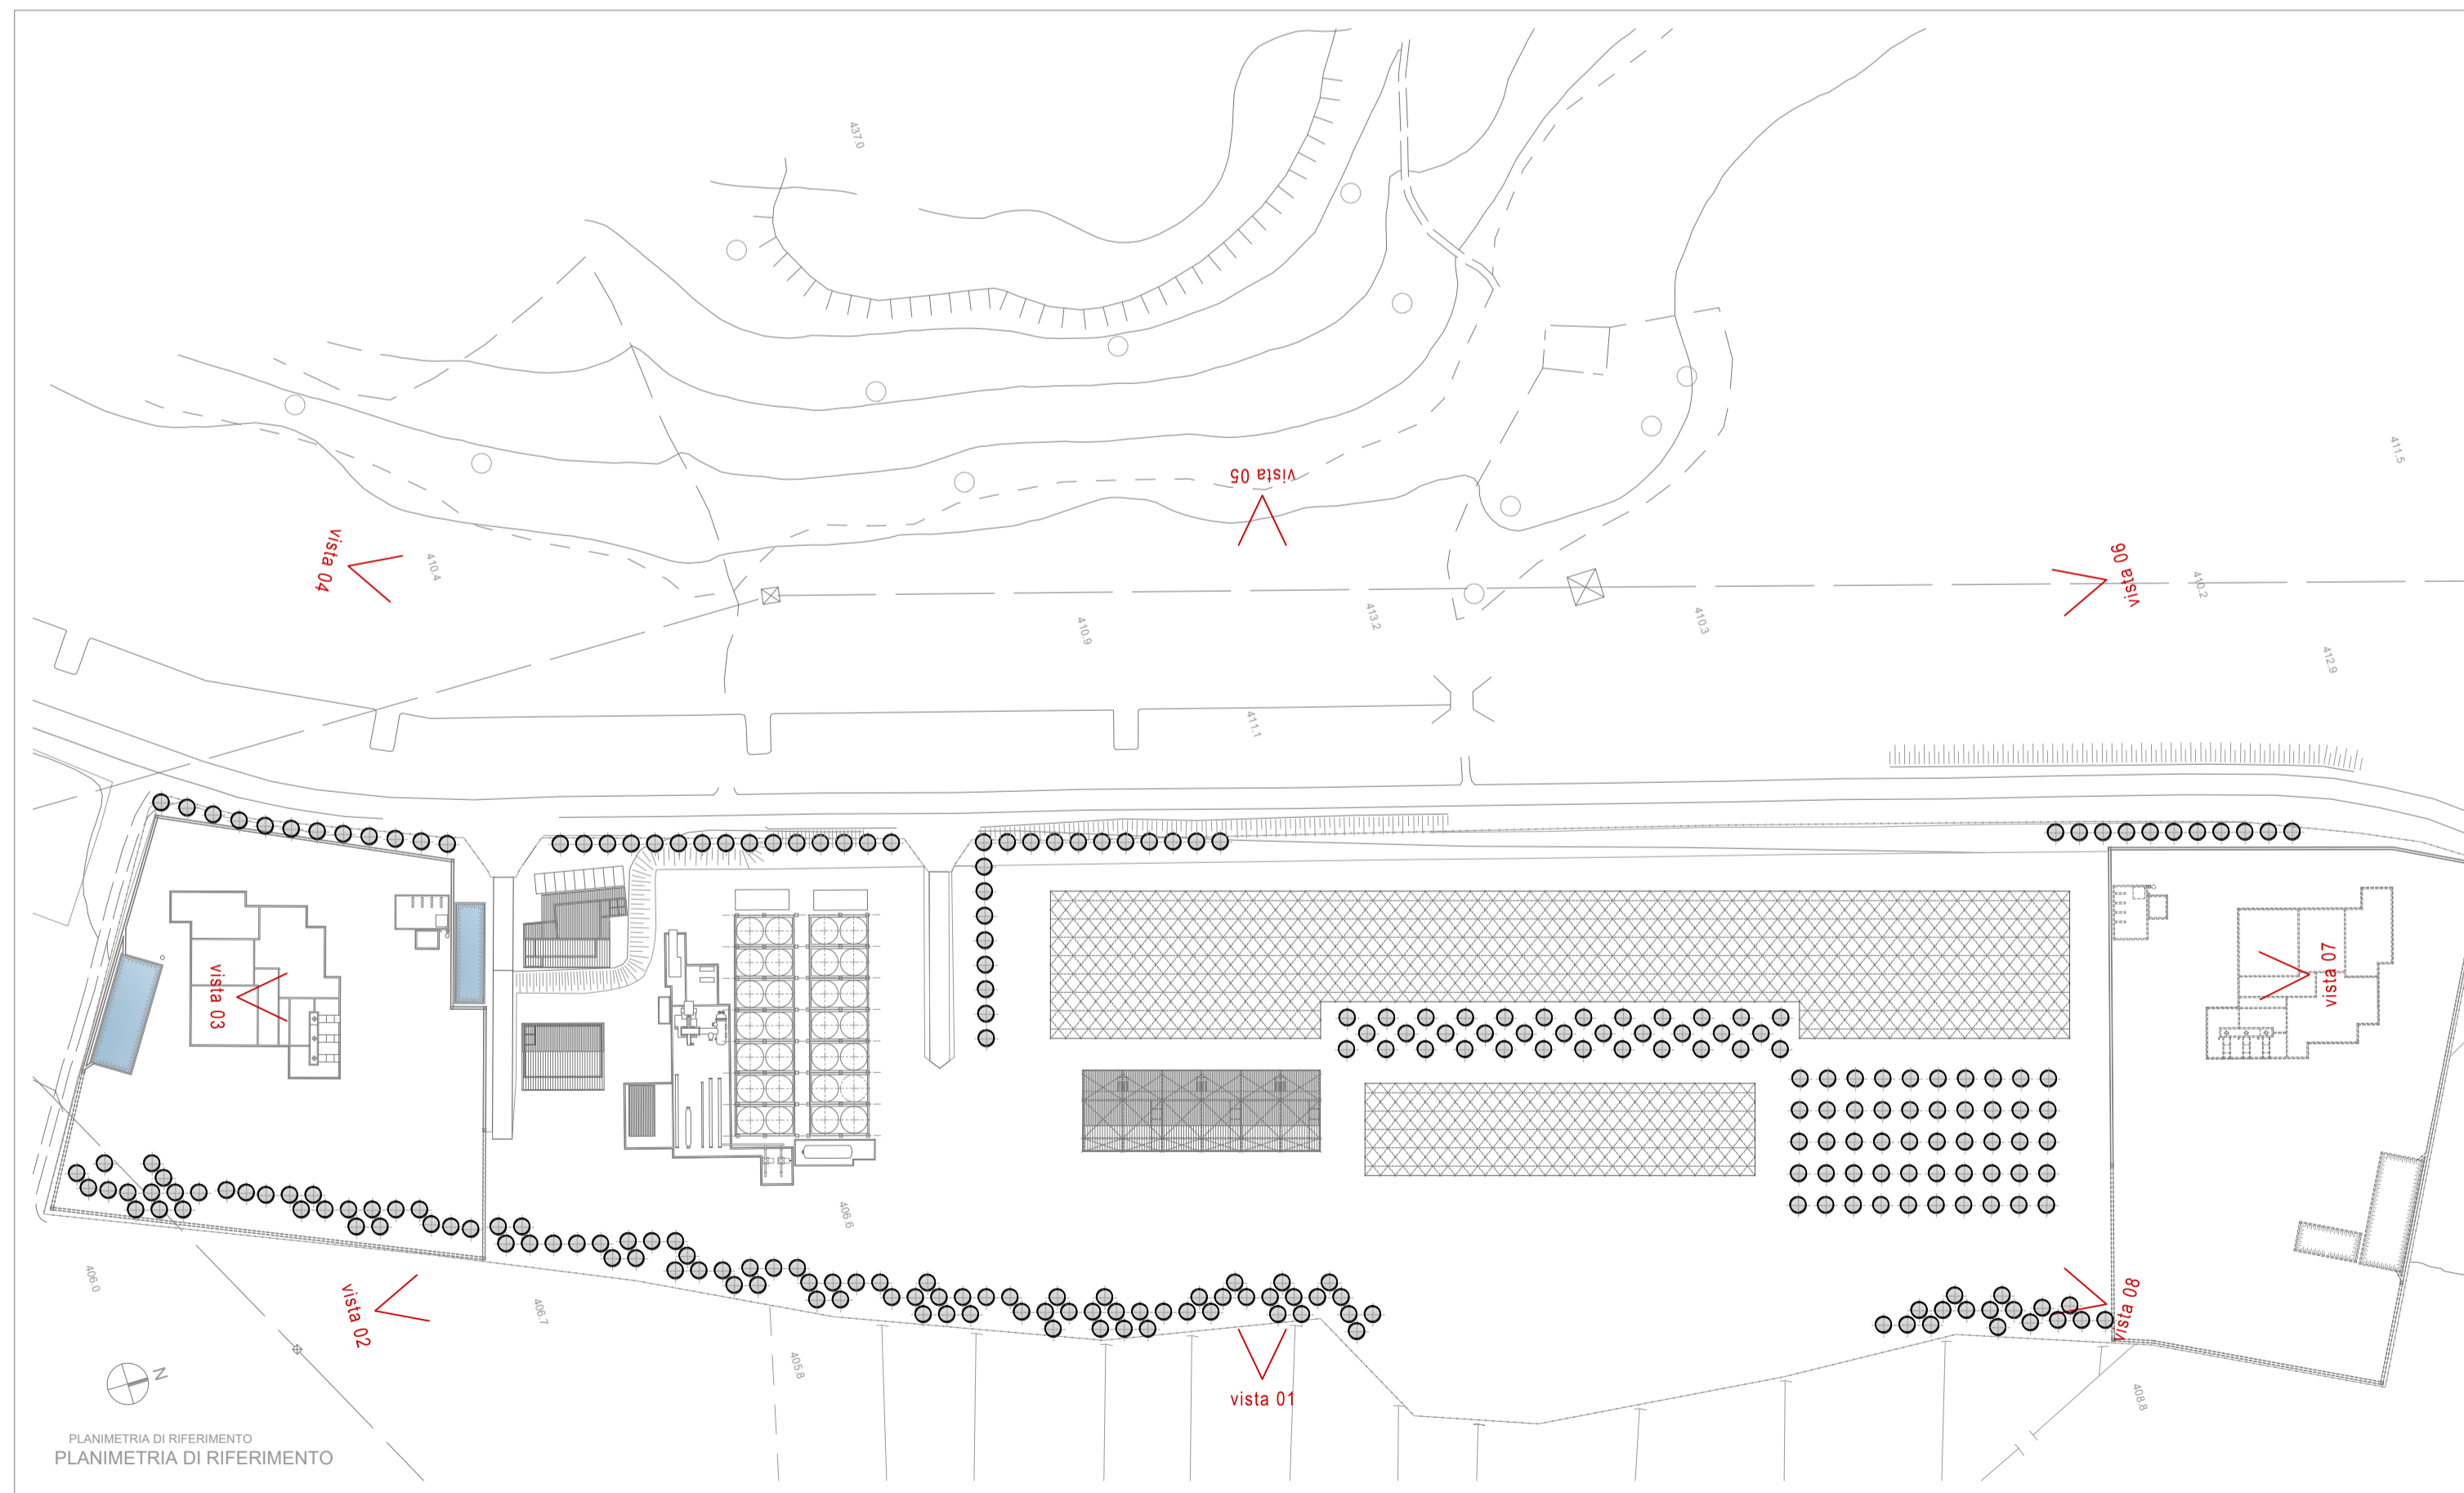 437.0
411.5
vista 05
vista 04
410.4
vista 06
410.2
410.9
413.2
410.3
412.9
411.1
vista 03
vista 07
406.6
406.0
vista 02
406.7
vista 08
405.8
vista 01
408.8
N
PLANIMETRIA DI RIFERIMENTO
PLANIMETRIA DI RIFERIMENTO